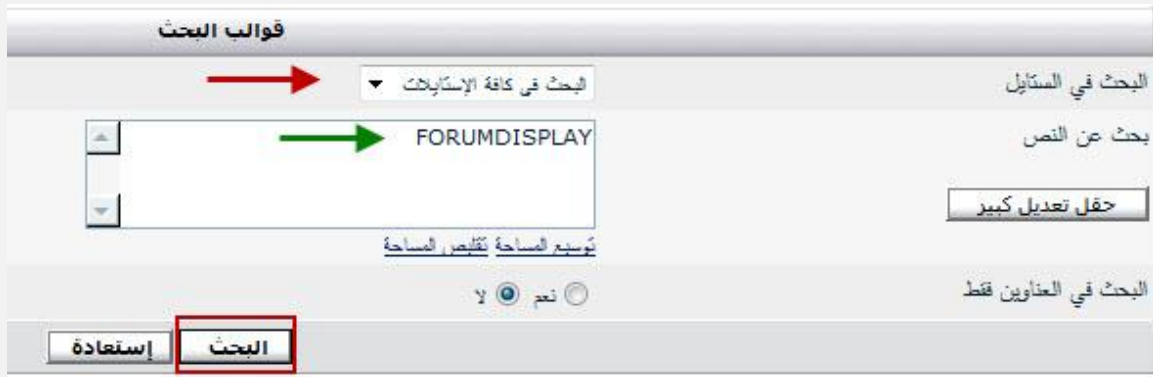 قوالب البحث
البحث في الستايل
البحث في كافة الإستايلات
بحث عن النص
FORUMDISPLAY
حقل تعديل كبير
توسيع المساحة تقليص المساحة
البحث في العناوين فقط
نعم لا
البحث إستعادة